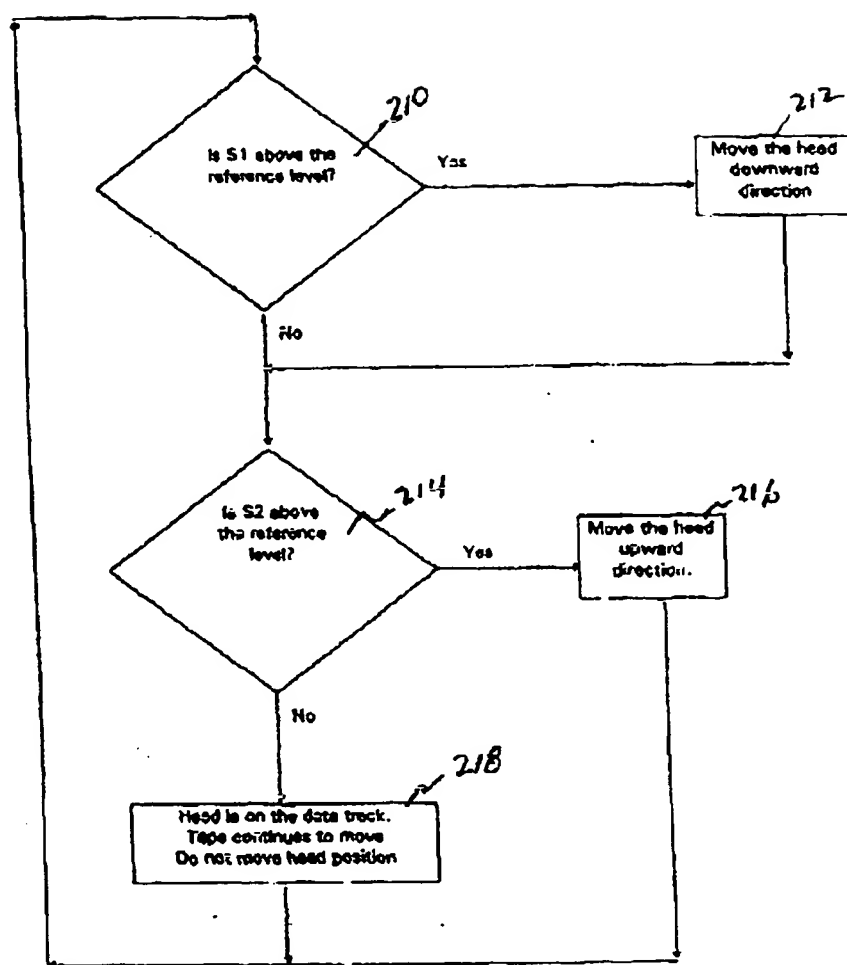 210
Is S1 above the
reference level?
Yes
212
Move the head
downward
direction
No
214
Is S2 above
the reference
level?
Yes
216
Move the head
upward
direction.
No
218
Head is on the data track.
Tape continues to move
Do not move head position